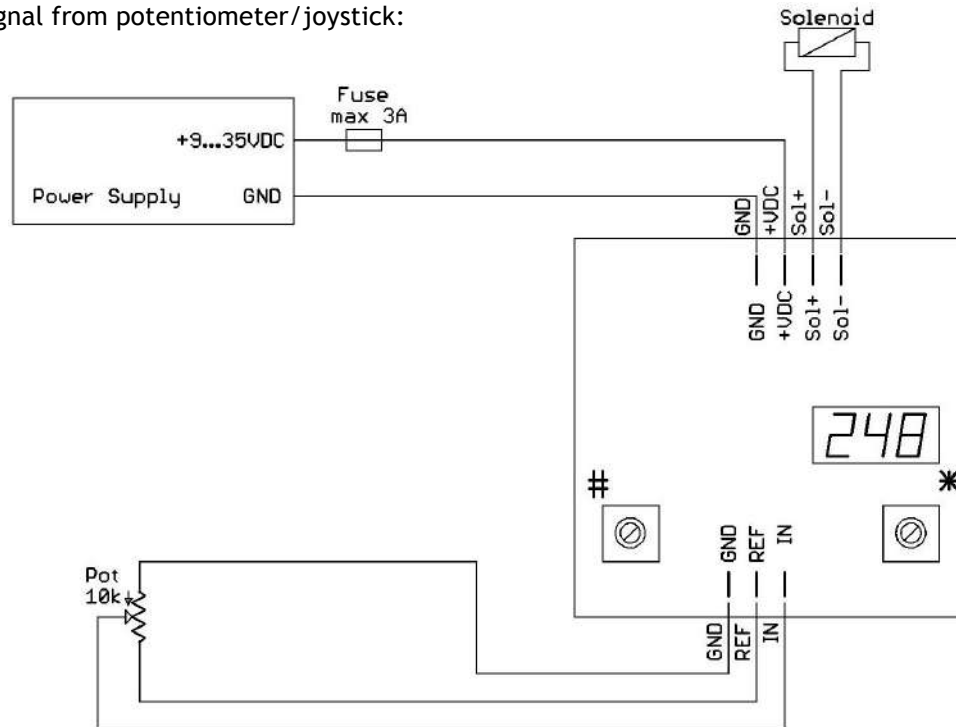 gnal from potentiometer/joystick:
Solenoid
Fuse
max 3A
+9...35VDC
Power Supply GND
GND
+VDC
Sol+
Sol-
GND
+VDC
Sol+
Sol-
248
#
*
GND
REF
IN
Pot
10k
GND
REF
IN